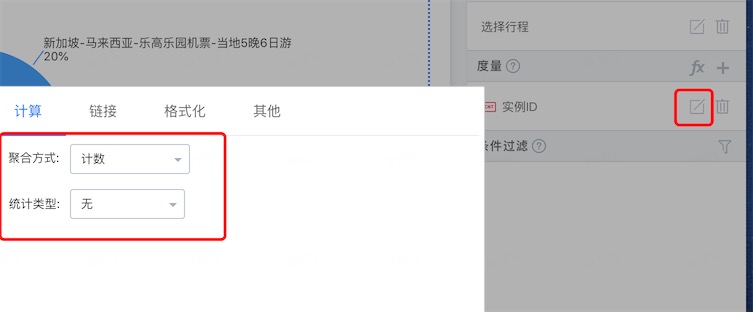 新加坡-马来西亚-乐高乐园机票-当地5晚6日游
20%
选择行程
度量 ? fx +
实例ID
条件过滤 ?
计算 链接 格式化 其他
聚合方式: 计数
统计类型: 无